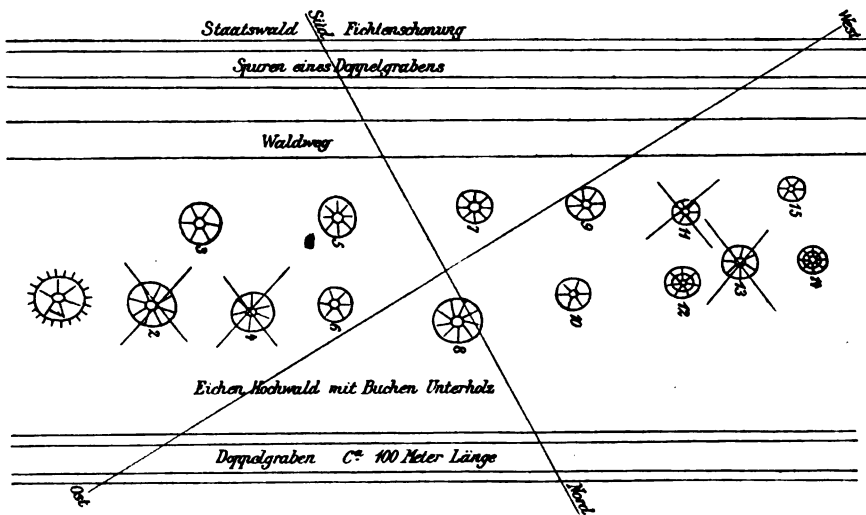 Staatswald Fichtenschonung
Süd.
West
Spuren eines Doppelgrabens
Waldweg
3
5
7
9
11
15
2
4
6
8
10
12
13
14
Eichen Hochwald mit Buchen Unterholz
Doppelgraben Cª 100 Meter Länge
Ost
Nord.